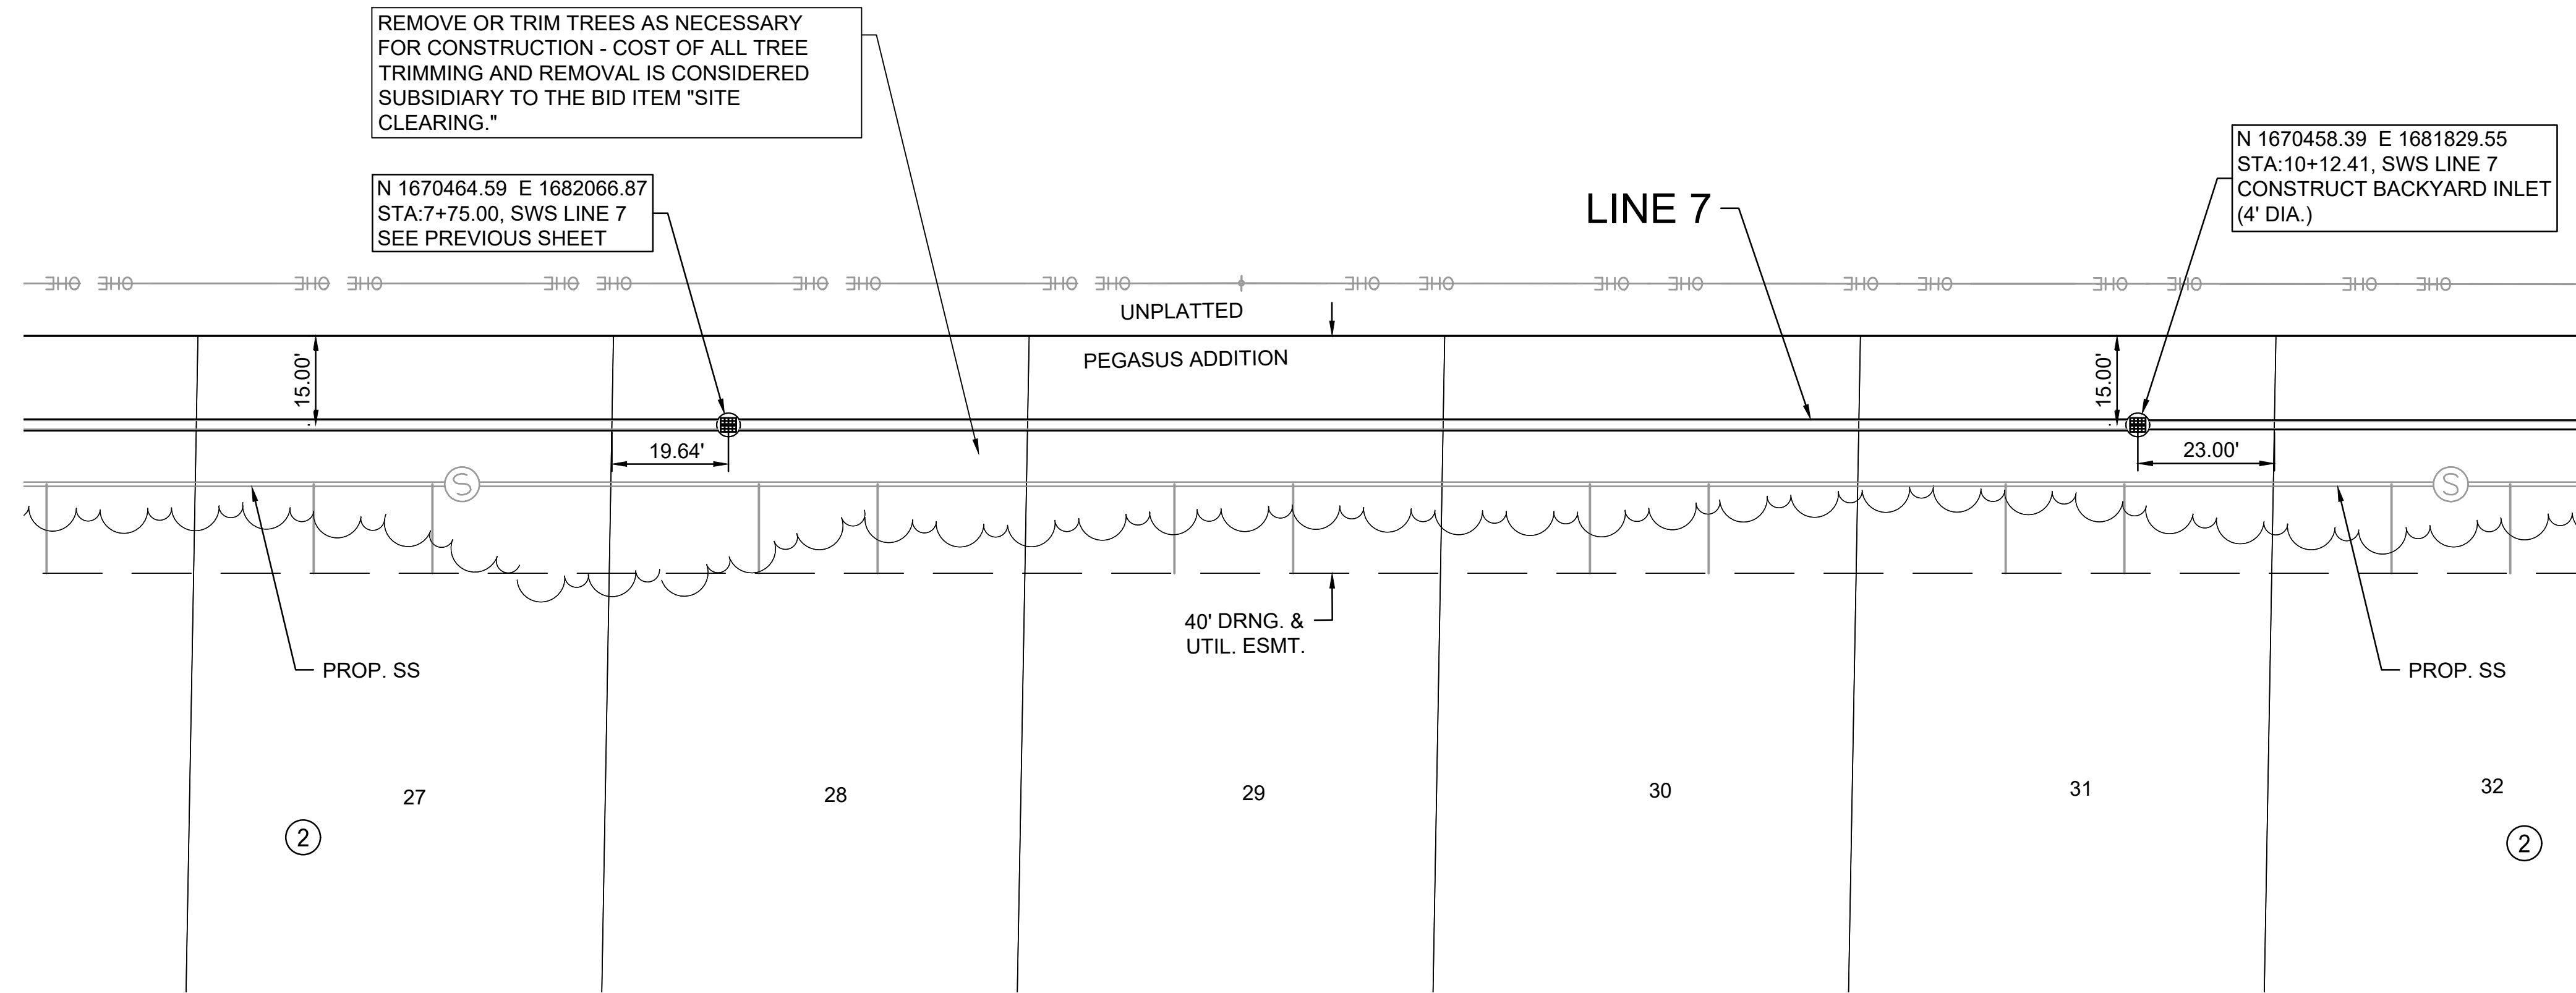 REMOVE OR TRIM TREES AS NECESSARY
FOR CONSTRUCTION - COST OF ALL TREE
TRIMMING AND REMOVAL IS CONSIDERED
SUBSIDIARY TO THE BID ITEM "SITE
CLEARING."
N 1670464.59 E 1682066.87
STA:7+75.00, SWS LINE 7
SEE PREVIOUS SHEET
LINE 7
N 1670458.39 E 1681829.55
STA:10+12.41, SWS LINE 7
CONSTRUCT BACKYARD INLET
(4' DIA.)
OHE OHE OHE OHE OHE OHE OHE OHE OHE OHE OHE OHE OHE OHE OHE OHE OHE OHE OHE OHE
UNPLATTED
PEGASUS ADDITION
15.00'
15.00'
19.64'
23.00'
S
S
40' DRNG. &
UTIL. ESMT.
PROP. SS
PROP. SS
27
28
29
30
31
32
2
2